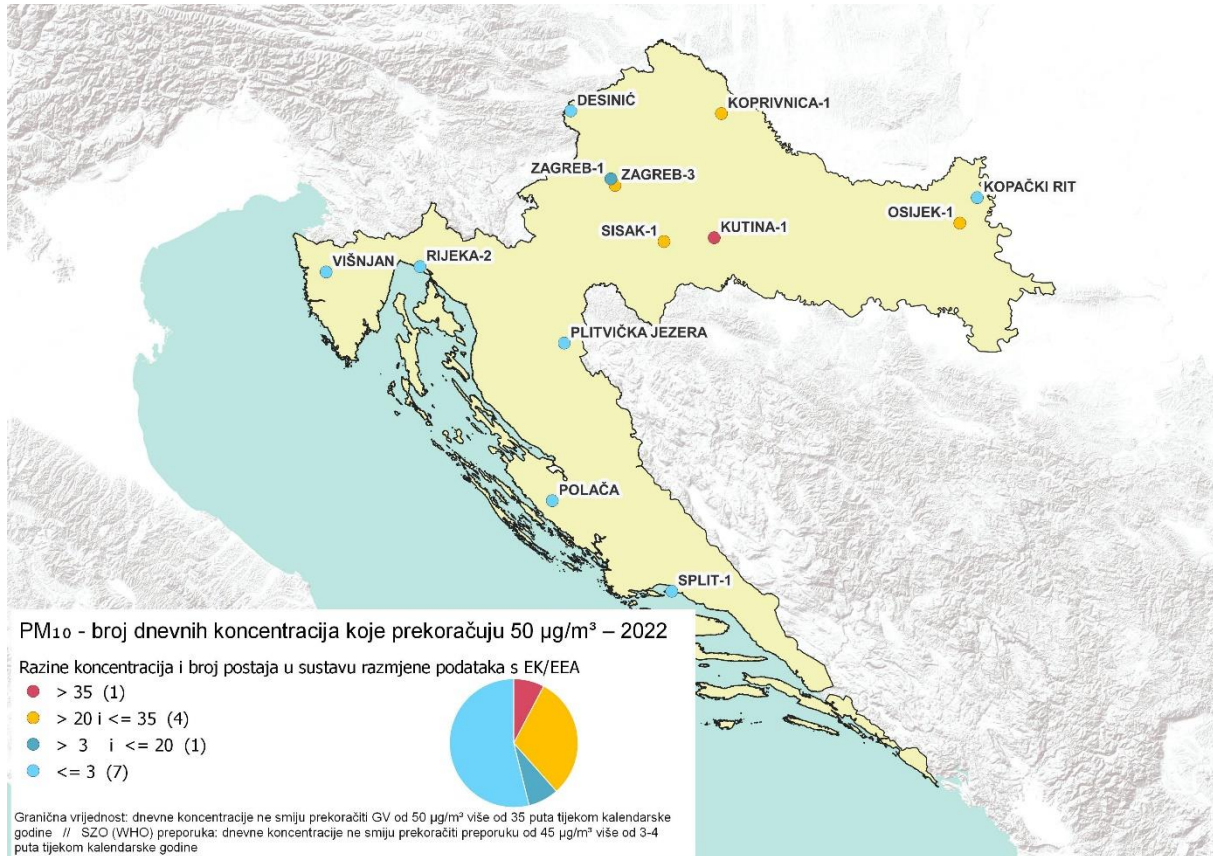 DESINIĆ
KOPRIVNICA-1
ZAGREB-1
ZAGREB-3
KOPAČKI RIT
OSIJEK-1
SISAK-1
KUTINA-1
VIŠNJAN
RIJEKA-2
PLITVIČKA JEZERA
POLAČA
SPLIT-1
PM₁₀ - broj dnevnih koncentracija koje prekoračuju 50 µg/m³ – 2022
Razine koncentracija i broj postaja u sustavu razmjene podataka s EK/EEA
> 35 (1)
> 20 i <= 35 (4)
> 3 i <= 20 (1)
<= 3 (7)
Granična vrijednost: dnevne koncentracije ne smiju prekoračiti GV od 50 µg/m³ više od 35 puta tijekom kalendarske
godine // SZO (WHO) preporuka: dnevne koncentracije ne smiju prekoračiti preporuku od 45 µg/m³ više od 3-4
puta tijekom kalendarske godine